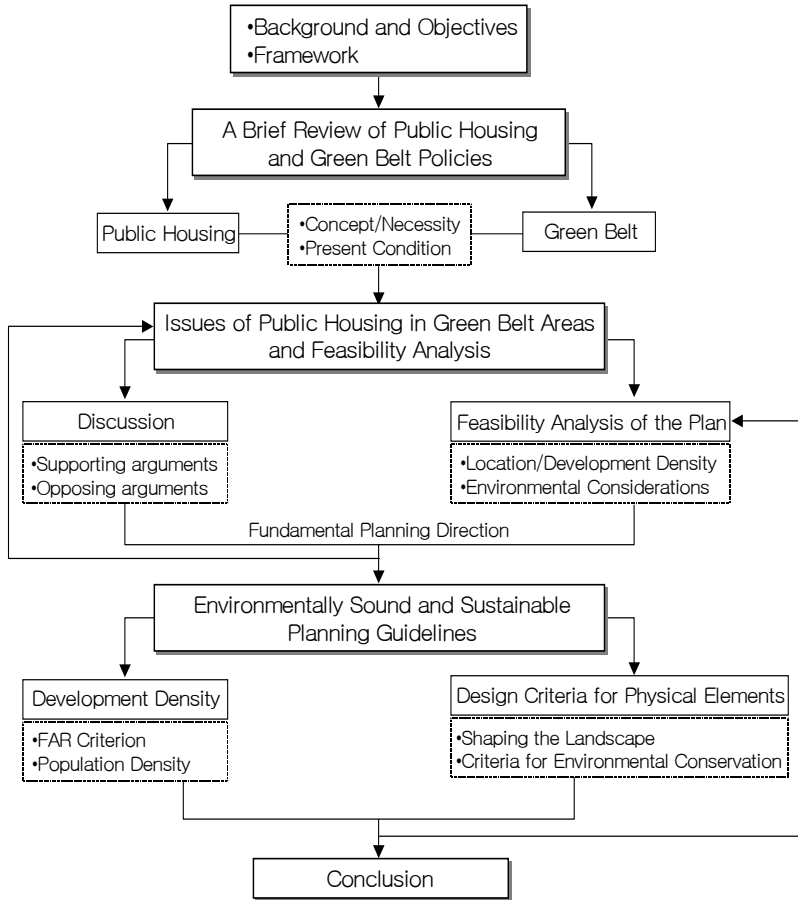 •Background and Objectives
•Framework
A Brief Review of Public Housing
and Green Belt Policies
Public Housing
•Concept/Necessity
•Present Condition
Green Belt
Issues of Public Housing in Green Belt Areas
and Feasibility Analysis
Discussion
•Supporting arguments
•Opposing arguments
Feasibility Analysis of the Plan
•Location/Development Density
•Environmental Considerations
Fundamental Planning Direction
Environmentally Sound and Sustainable
Planning Guidelines
Development Density
•FAR Criterion
•Population Density
Design Criteria for Physical Elements
•Shaping the Landscape
•Criteria for Environmental Conservation
Conclusion